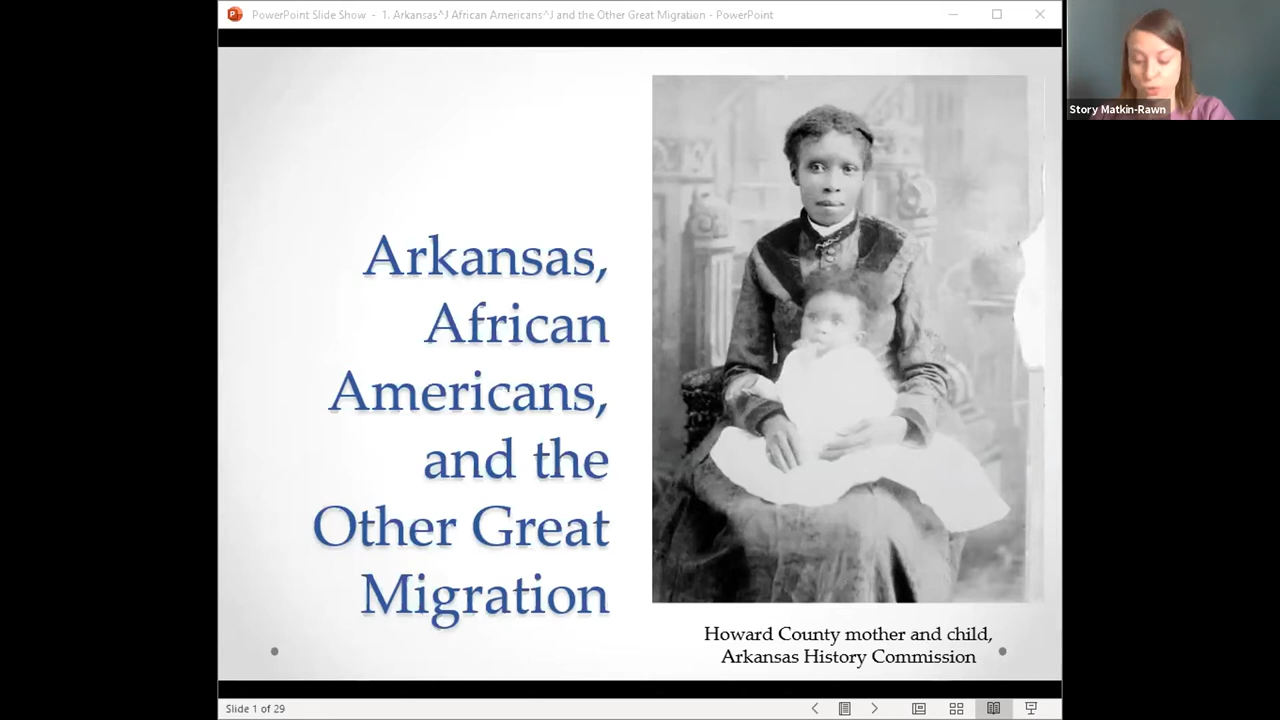 PowerPoint Slide Show - 1. Arkansas^J African Americans^J and the Other Great Migration - PowerPoint
Story Matkin-Rawn
Arkansas,
African
Americans,
and the
Other Great
Migration
Howard County mother and child,
Arkansas History Commission
Slide 1 of 29